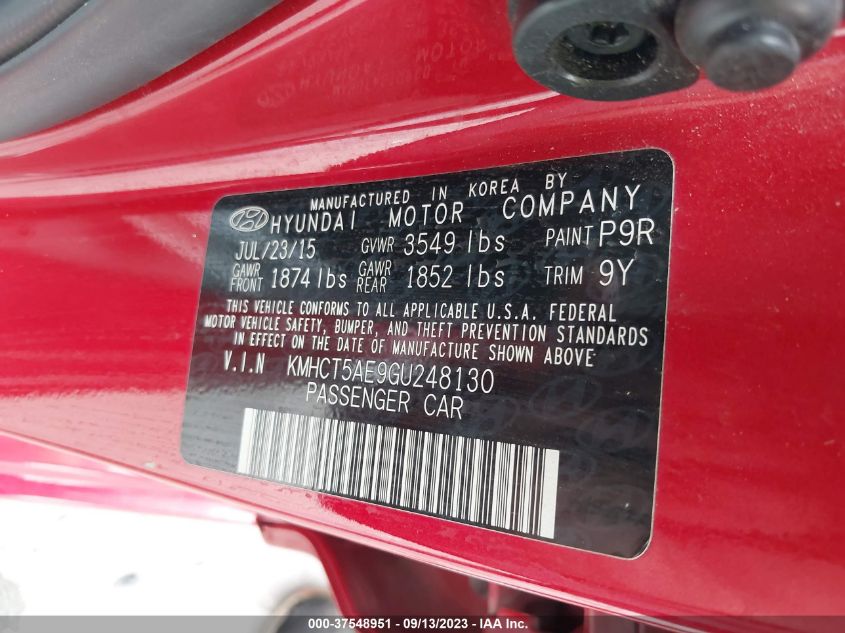 MANUFACTURED IN KOREA BY
HYUNDAI MOTOR COMPANY
JUL/23/15 GVWR 3549 lbs PAINT P9R
GAWR FRONT 1874 lbs GAWR REAR 1852 lbs TRIM 9Y
THIS VEHICLE CONFORMS TO ALL APPLICABLE U.S.A. FEDERAL
MOTOR VEHICLE SAFETY, BUMPER, AND THEFT PREVENTION STANDARDS
IN EFFECT ON THE DATE OF MANUFACTURE SHOWN ABOVE
V.I.N KMHCT5AE9GU248130
PASSENGER CAR
KMH-37548951 - 09/13/2023 - IAA Inc.